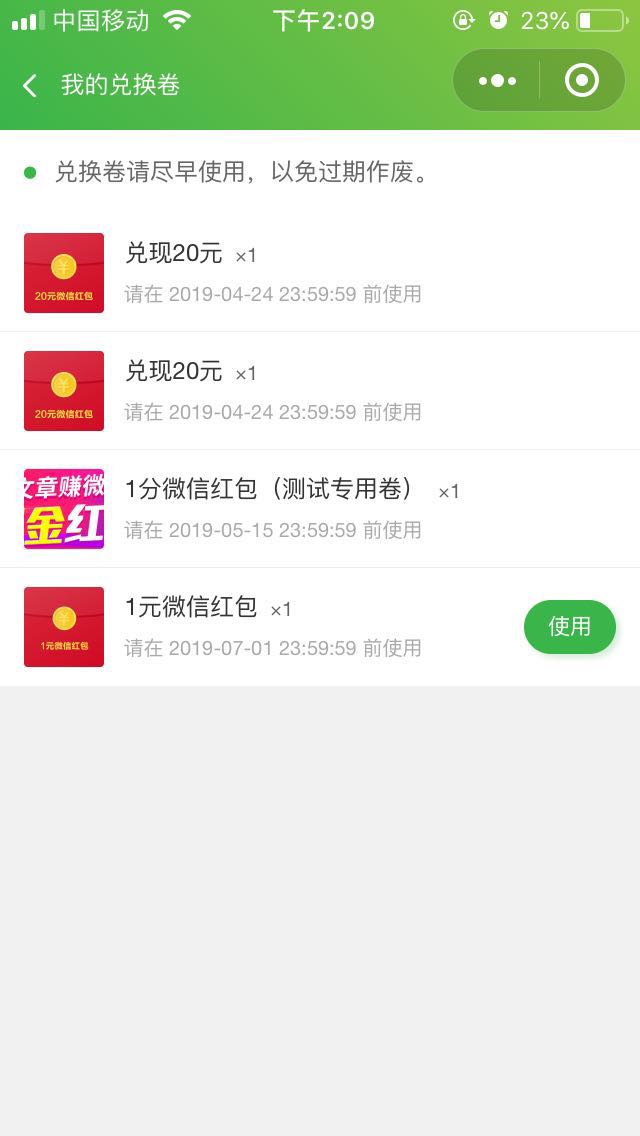 中国移动
下午2:09
23%
我的兑换卷
兑换卷请尽早使用，以免过期作废。
兑现20元 ×1
20元微信红包
请在 2019-04-24 23:59:59 前使用
兑现20元 ×1
20元微信红包
请在 2019-04-24 23:59:59 前使用
1分微信红包（测试专用卷） ×1
文章赚微
金红
请在 2019-05-15 23:59:59 前使用
1元微信红包 ×1
1元微信红包
请在 2019-07-01 23:59:59 前使用
使用